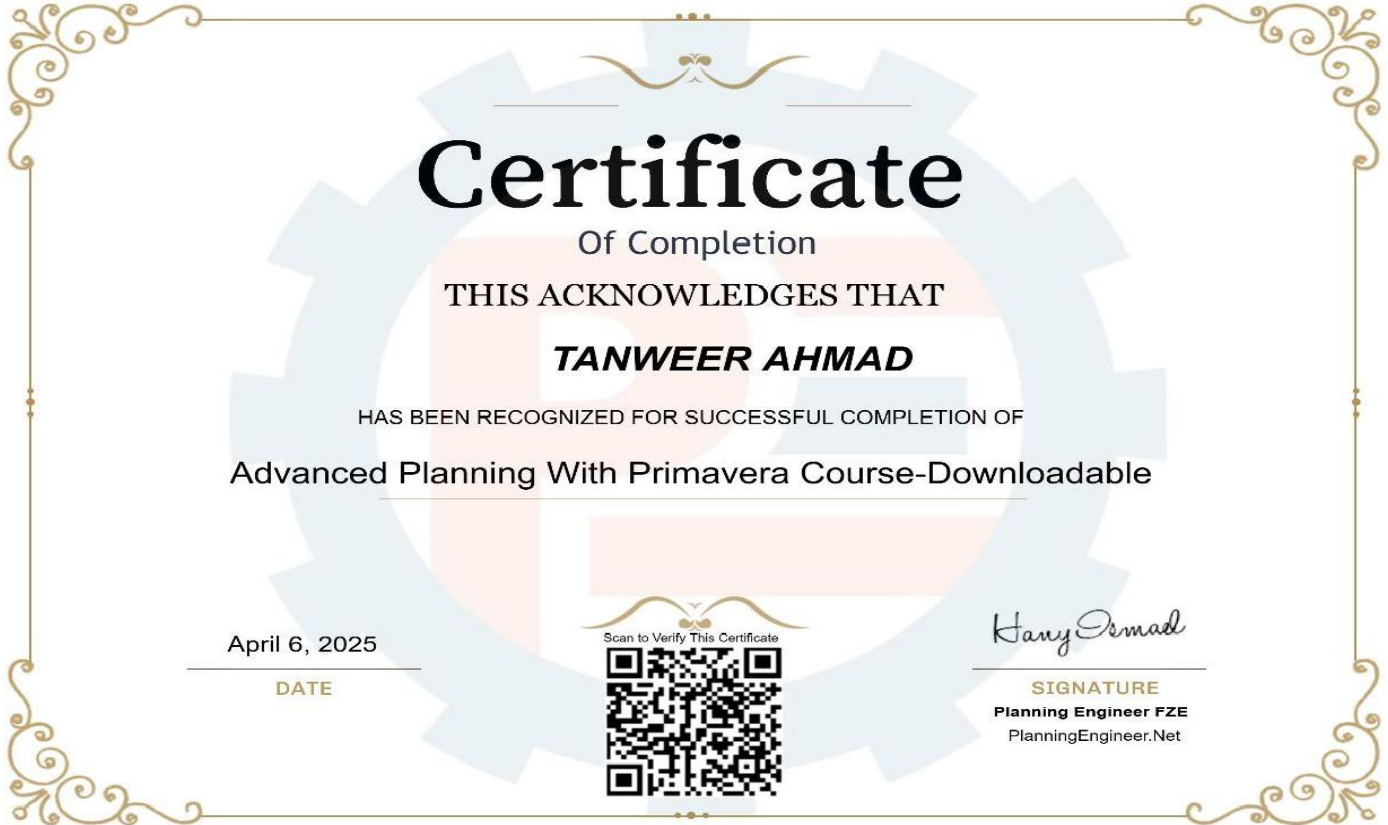 Certificate
Of Completion
THIS ACKNOWLEDGES THAT
TANWEER AHMAD
HAS BEEN RECOGNIZED FOR SUCCESSFUL COMPLETION OF
Advanced Planning With Primavera Course-Downloadable
April 6, 2025
DATE
Scan to Verify This Certificate
Hany Ismael
SIGNATURE
Planning Engineer FZE
PlanningEngineer.Net